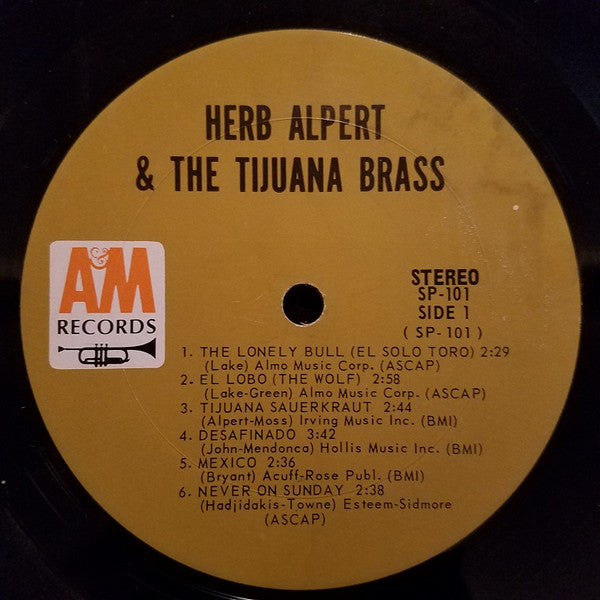 HERB ALPERT
& THE TIJUANA BRASS
A&M
RECORDS
STEREO
SP-101
SIDE 1
( SP-101 )
1. THE LONELY BULL (EL SOLO TORO) 2:29
(Lake) Almo Music Corp. (ASCAP)
2. EL LOBO (THE WOLF) 2:58
(Lake-Green) Almo Music Corp. (ASCAP)
3. TIJUANA SAUERKRAUT 2:44
(Alpert-Moss) Irving Music Inc. (BMI)
4. DESAFINADO 3:42
(John-Mendonca) Hollis Music Inc. (BMI)
5. MEXICO 2:36
(Bryant) Acuff-Rose Publ. (BMI)
6. NEVER ON SUNDAY 2:38
(Hadjidakis-Towne) Esteem-Sidmore
(ASCAP)